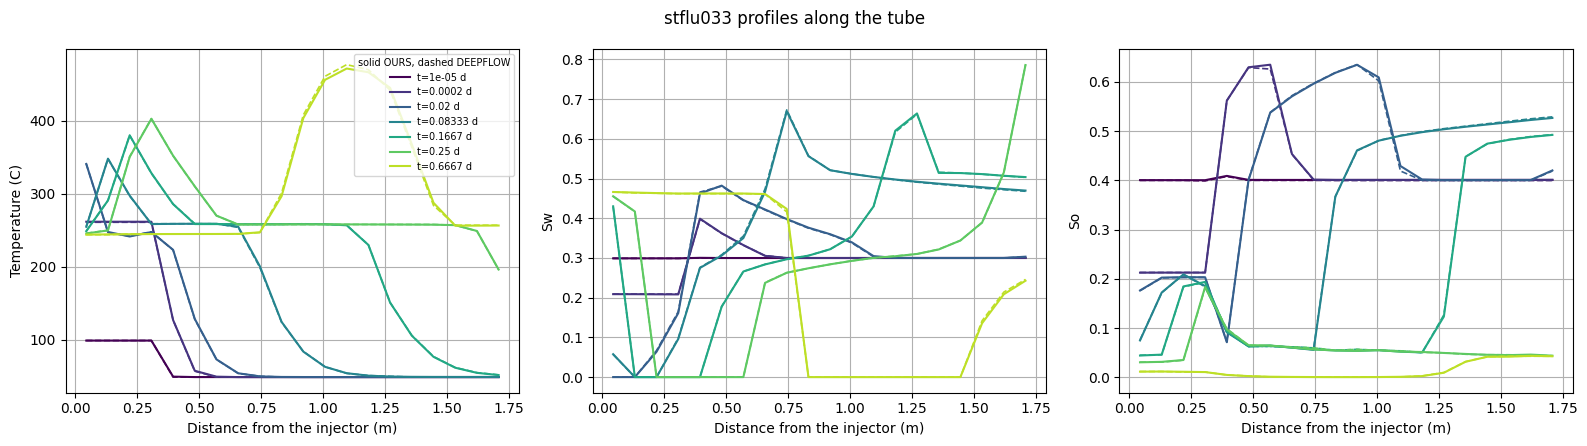 stflu033 profiles along the tube
Temperature (C)
400
300
200
100
0.00 0.25 0.50 0.75 1.00 1.25 1.50 1.75
Distance from the injector (m)
solid OURS, dashed DEEPFLOW
t=1e-05 d
t=0.0002 d
t=0.02 d
t=0.08333 d
t=0.1667 d
t=0.25 d
t=0.6667 d
Sw
0.8
0.7
0.6
0.5
0.4
0.3
0.2
0.1
0.0
0.00 0.25 0.50 0.75 1.00 1.25 1.50 1.75
Distance from the injector (m)
So
0.6
0.5
0.4
0.3
0.2
0.1
0.0
0.00 0.25 0.50 0.75 1.00 1.25 1.50 1.75
Distance from the injector (m)